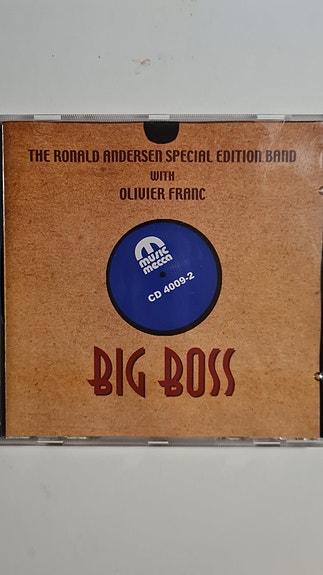 THE RONALD ANDERSEN SPECIAL EDITION BAND
WITH
OLIVIER FRANC
music
mecca
CD 4009-2
BIG BOSS